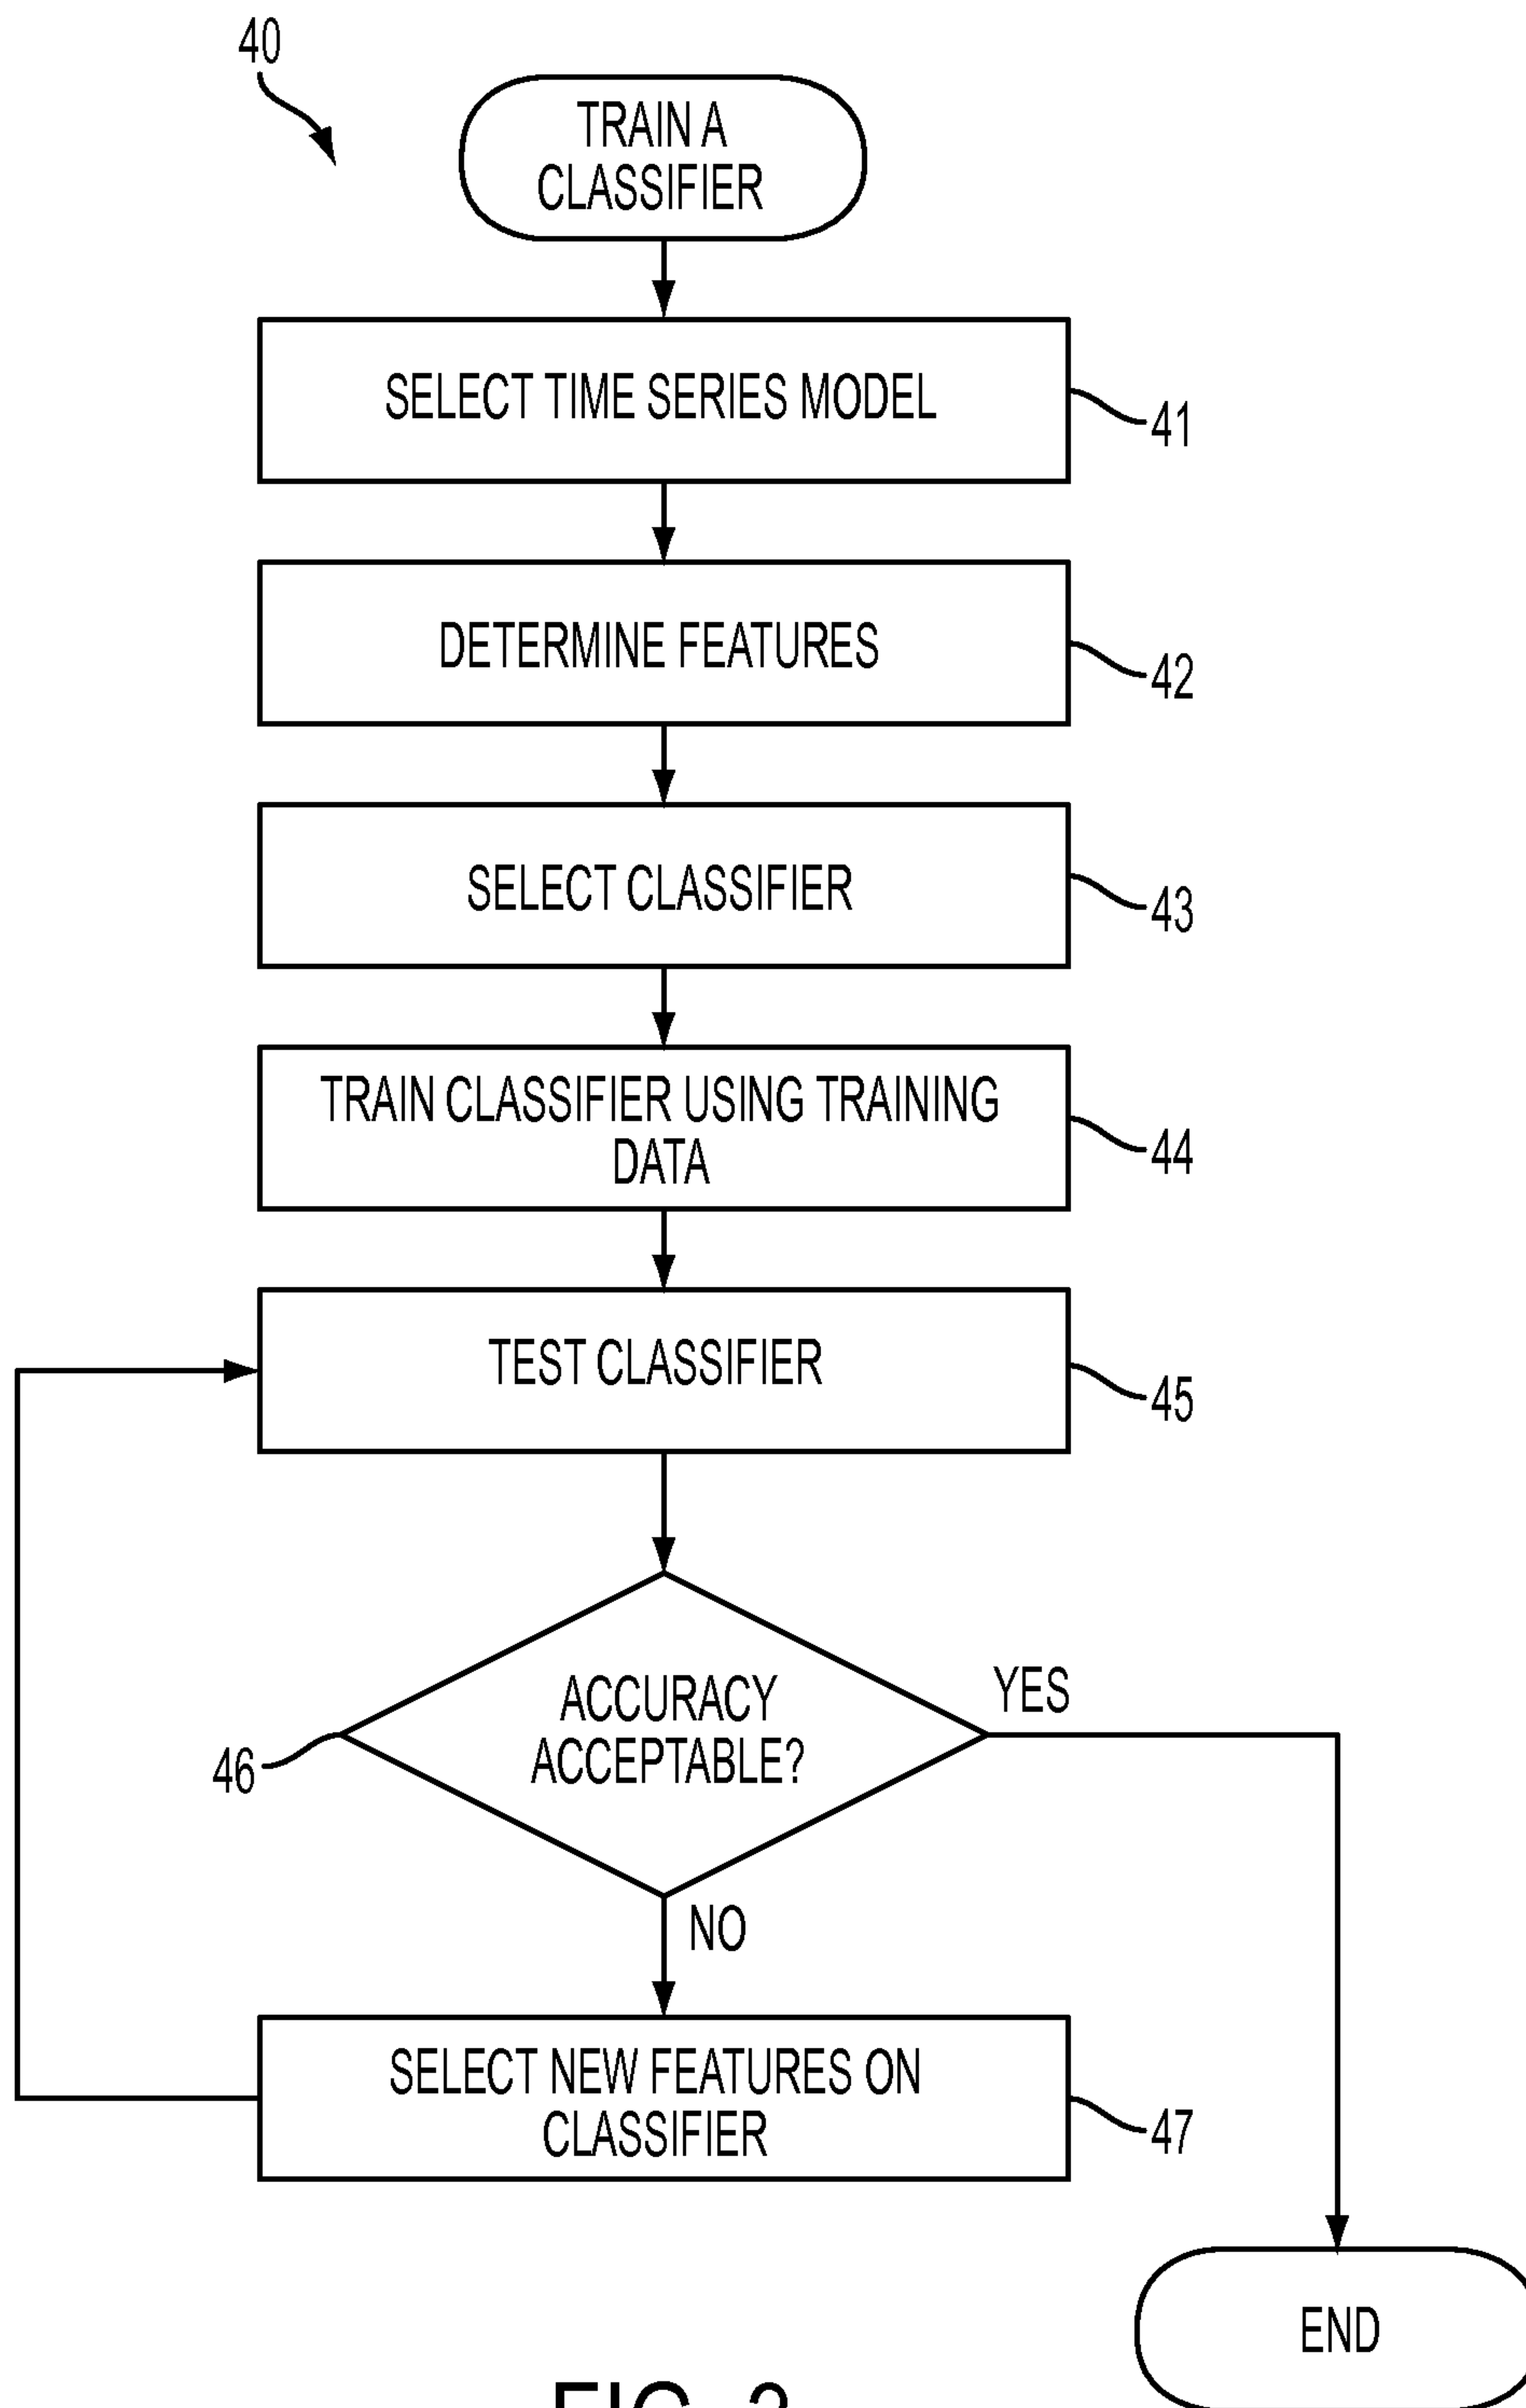 40
TRAIN A
CLASSIFIER
SELECT TIME SERIES MODEL
41
DETERMINE FEATURES
42
SELECT CLASSIFIER
43
TRAIN CLASSIFIER USING TRAINING
DATA
44
TEST CLASSIFIER
45
ACCURACY
ACCEPTABLE?
YES
46
NO
SELECT NEW FEATURES ON
CLASSIFIER
47
END
FIG.